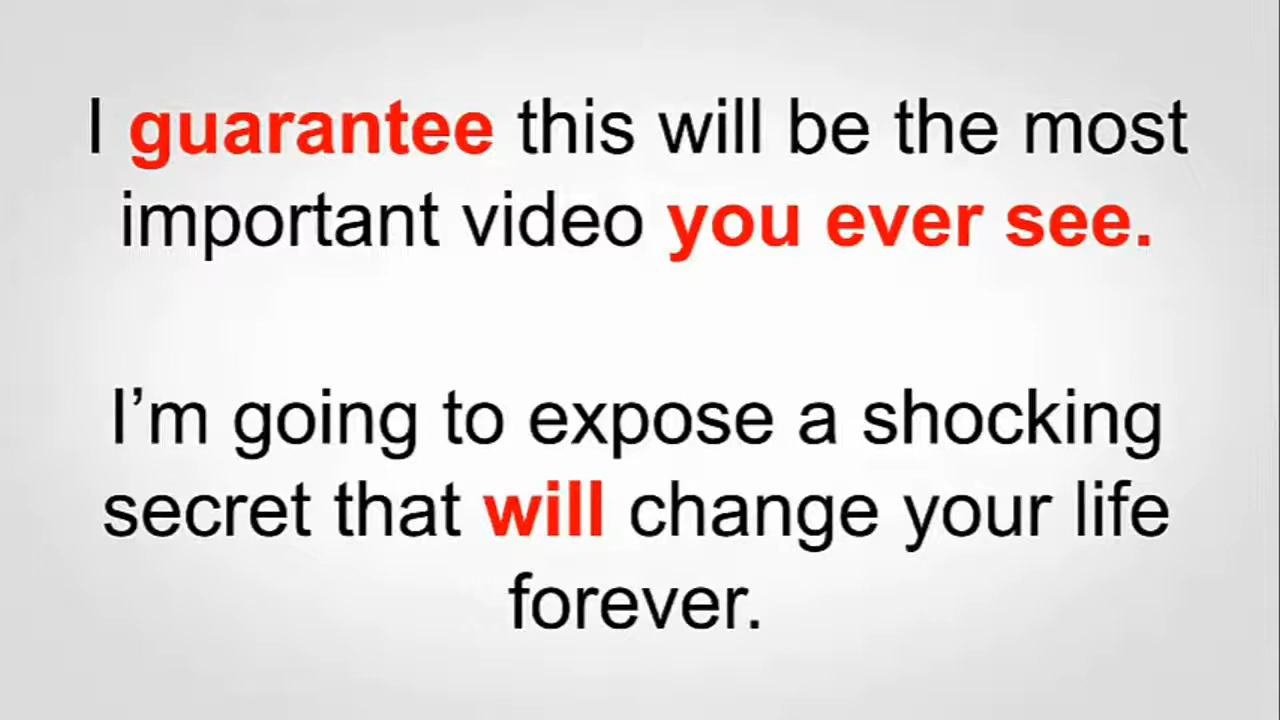 I guarantee this will be the most
important video you ever see.
I’m going to expose a shocking
secret that will change your life
forever.